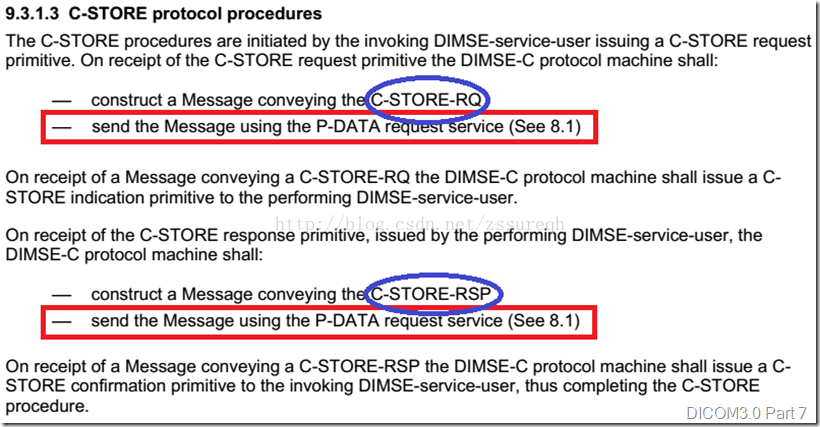 9.3.1.3 C-STORE protocol procedures
The C-STORE procedures are initiated by the invoking DIMSE-service-user issuing a C-STORE request
primitive. On receipt of the C-STORE request primitive the DIMSE-C protocol machine shall:
— construct a Message conveying the C-STORE-RQ
— send the Message using the P-DATA request service (See 8.1)
On receipt of a Message conveying a C-STORE-RQ the DIMSE-C protocol machine shall issue a C-
STORE indication primitive to the performing DIMSE-service-user.
http://blog.csdn.net/zssureqh
On receipt of the C-STORE response primitive, issued by the performing DIMSE-service-user, the
DIMSE-C protocol machine shall:
— construct a Message conveying the C-STORE-RSP
— send the Message using the P-DATA request service (See 8.1)
On receipt of a Message conveying a C-STORE-RSP the DIMSE-C protocol machine shall issue a C-
STORE confirmation primitive to the invoking DIMSE-service-user, thus completing the C-STORE
procedure.
DICOM3.0 Part 7